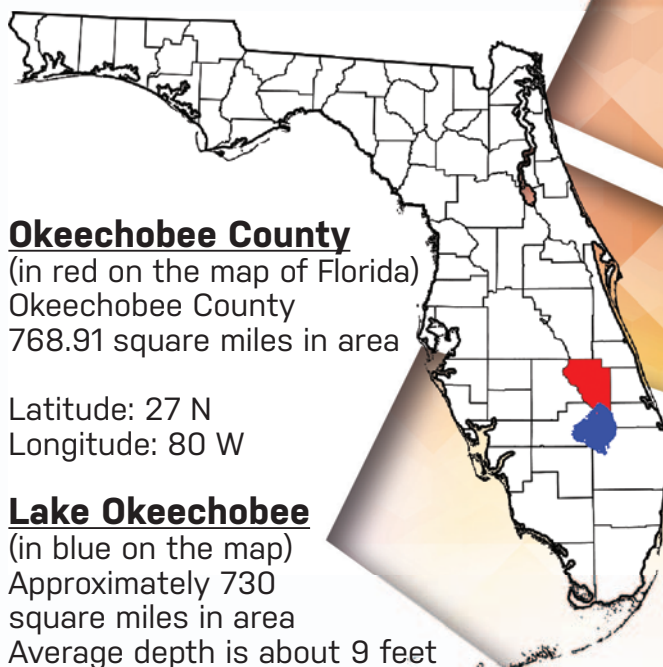 Okeechobee County
(in red on the map of Florida)
Okeechobee County
768.91 square miles in area
Latitude: 27 N
Longitude: 80 W
Lake Okeechobee
(in blue on the map)
Approximately 730
square miles in area
Average depth is about 9 feet